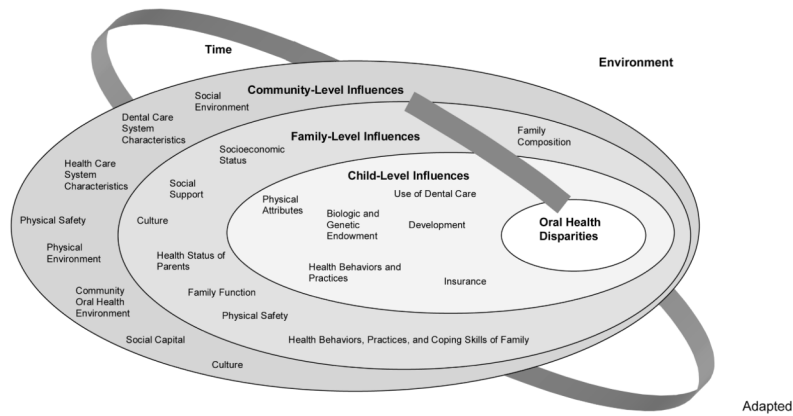 Time
Environment
Community-Level Influences
Social
Environment
Dental Care
System
Characteristics
Health Care
System
Characteristics
Physical Safety
Physical
Environment
Community
Oral Health
Environment
Social Capital
Culture
Family-Level Influences
Family
Composition
Socioeconomic
Status
Social
Support
Culture
Health Status of
Parents
Family Function
Physical Safety
Health Behaviors, Practices, and Coping Skills of Family
Child-Level Influences
Use of Dental Care
Physical
Attributes
Biologic and
Genetic
Endowment
Development
Health Behaviors and
Practices
Insurance
Oral Health
Disparities
Adapted